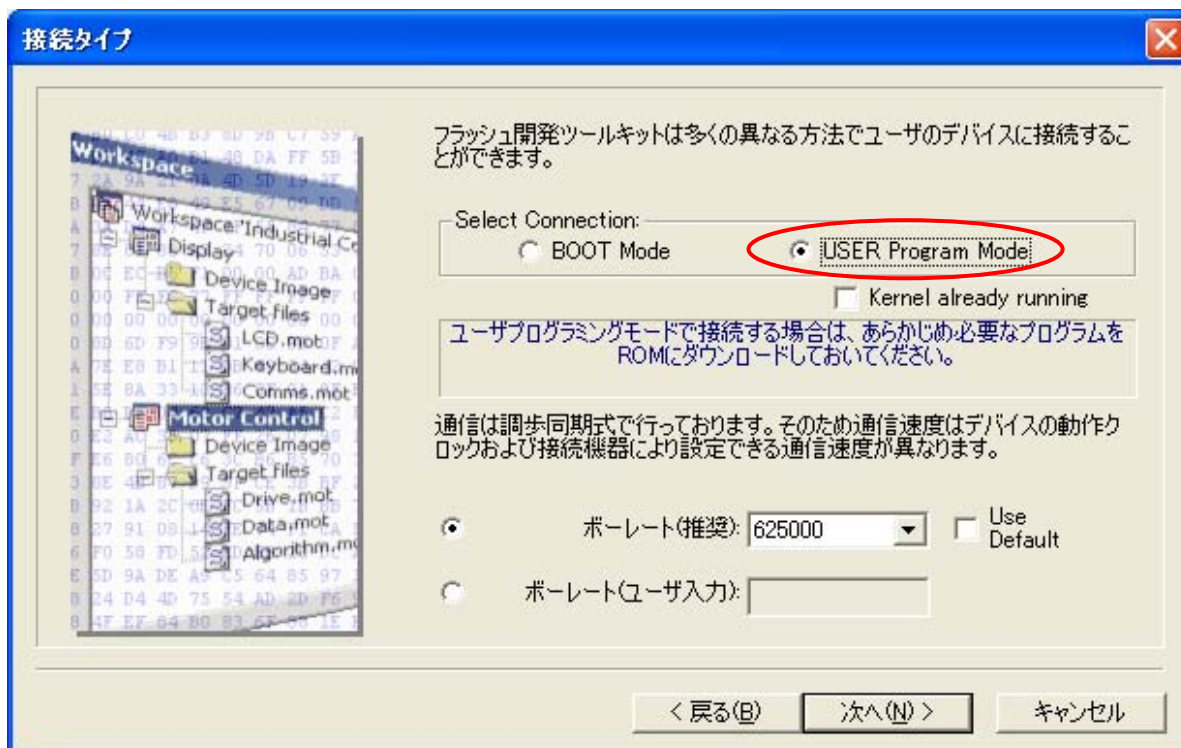 接続タイプ
Workspace
Workspace 'Industrial Co
Display
Device Image
Target files
LCD.mot
Keyboard.m
Comms.mot
Motor Control
Device Image
Target files
Drive.mot
Data.mot
Algorithm.m
フラッシュ開発ツールキットは多くの異なる方法でユーザのデバイスに接続するこ
とができます。
Select Connection:
BOOT Mode
USER Program Mode
Kernel already running
ユーザプログラミングモードで接続する場合は、あらかじめ必要なプログラムを
ROMにダウンロードしておいてください。
通信は調歩同期式で行っております。そのため通信速度はデバイスの動作ク
ロックおよび接続機器により設定できる通信速度が異なります。
ボーレート(推奨): 625000
Use
Default
ボーレート(ユーザ入力):
< 戻る(B)
次へ(N) >
キャンセル